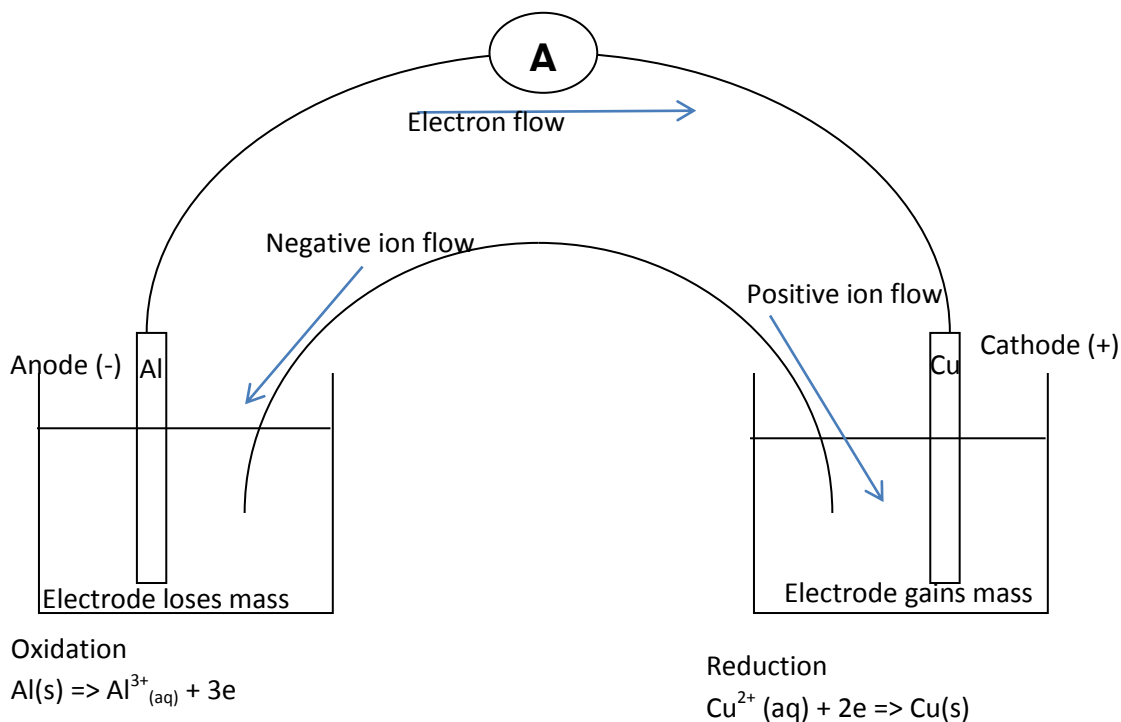 A
Electron flow
Negative ion flow
Positive ion flow
Anode (-)
Al
Cu
Cathode (+)
Electrode loses mass
Electrode gains mass
Oxidation
Al(s) => Al³⁺₍aq₎ + 3e
Reduction
Cu²⁺ (aq) + 2e => Cu(s)